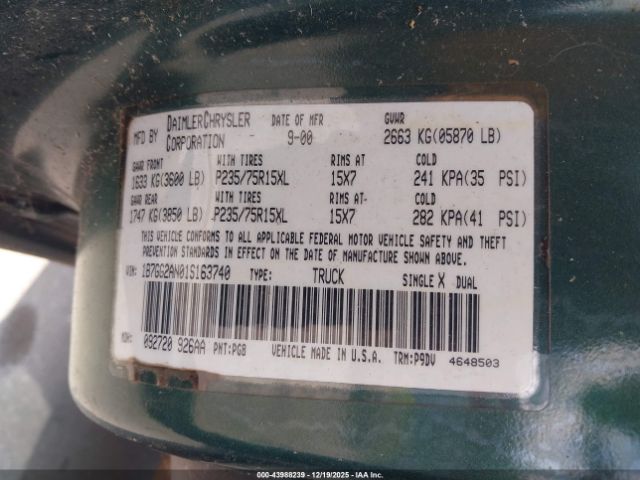 MFD BY DAIMLERCHRYSLER CORPORATION DATE OF MFR 9-00 GVWR 2663 KG(05870 LB)
GAWR FRONT WITH TIRES RIMS AT COLD
1633 KG(3600 LB) P235/75R15XL 15X7 241 KPA(35 PSI)
GAWR REAR WITH TIRES RIMS AT- COLD
1747 KG(3850 LB) P235/75R15XL 15X7 282 KPA(41 PSI)
THIS VEHICLE CONFORMS TO ALL APPLICABLE FEDERAL MOTOR VEHICLE SAFETY AND THEFT
PREVENTION STANDARDS IN EFFECT ON THE DATE OF MANUFACTURE SHOWN ABOVE.
VIN: 1B7GG2AN01S163740 TYPE: TRUCK SINGLE X DUAL
MDH: 092720 926AA PNT:PG8 VEHICLE MADE IN U.S.A. TRM:P9DV 4648503
000-43988239 - 12/19/2025 - IAAI.COM